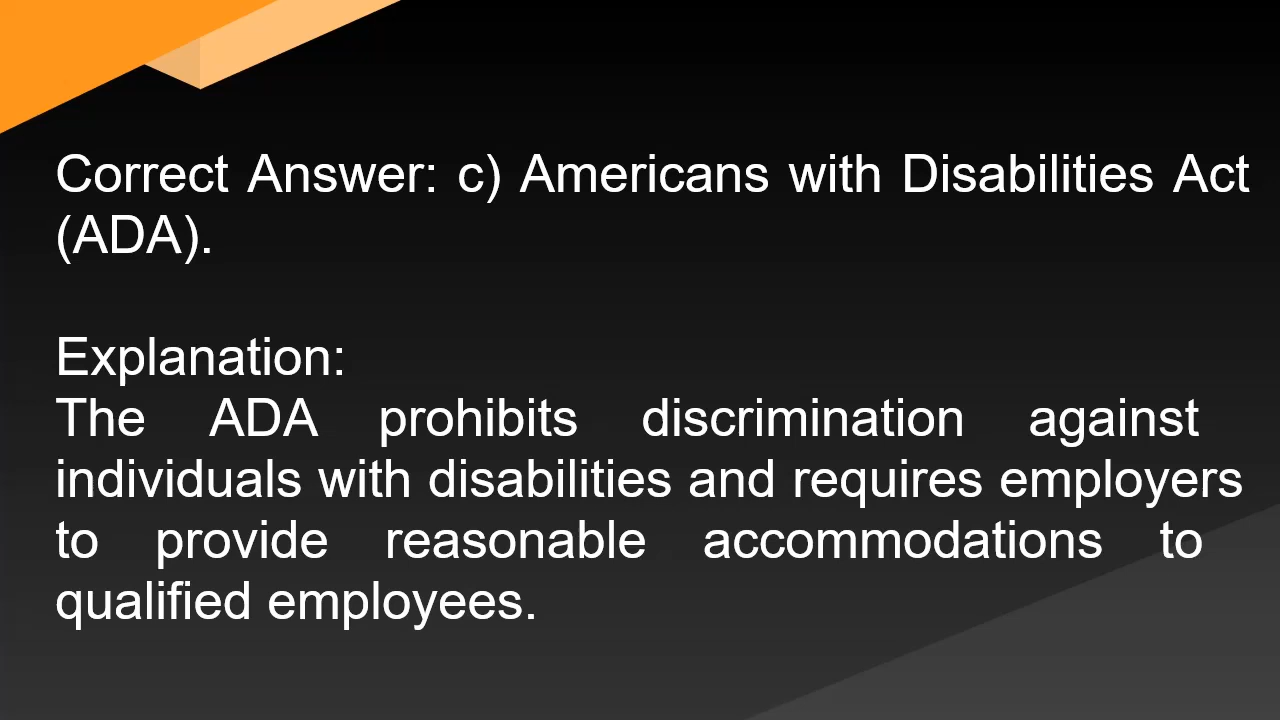 Correct Answer: c) Americans with Disabilities Act
(ADA).
Explanation:
The ADA prohibits discrimination against
individuals with disabilities and requires employers
to provide reasonable accommodations to
qualified employees.